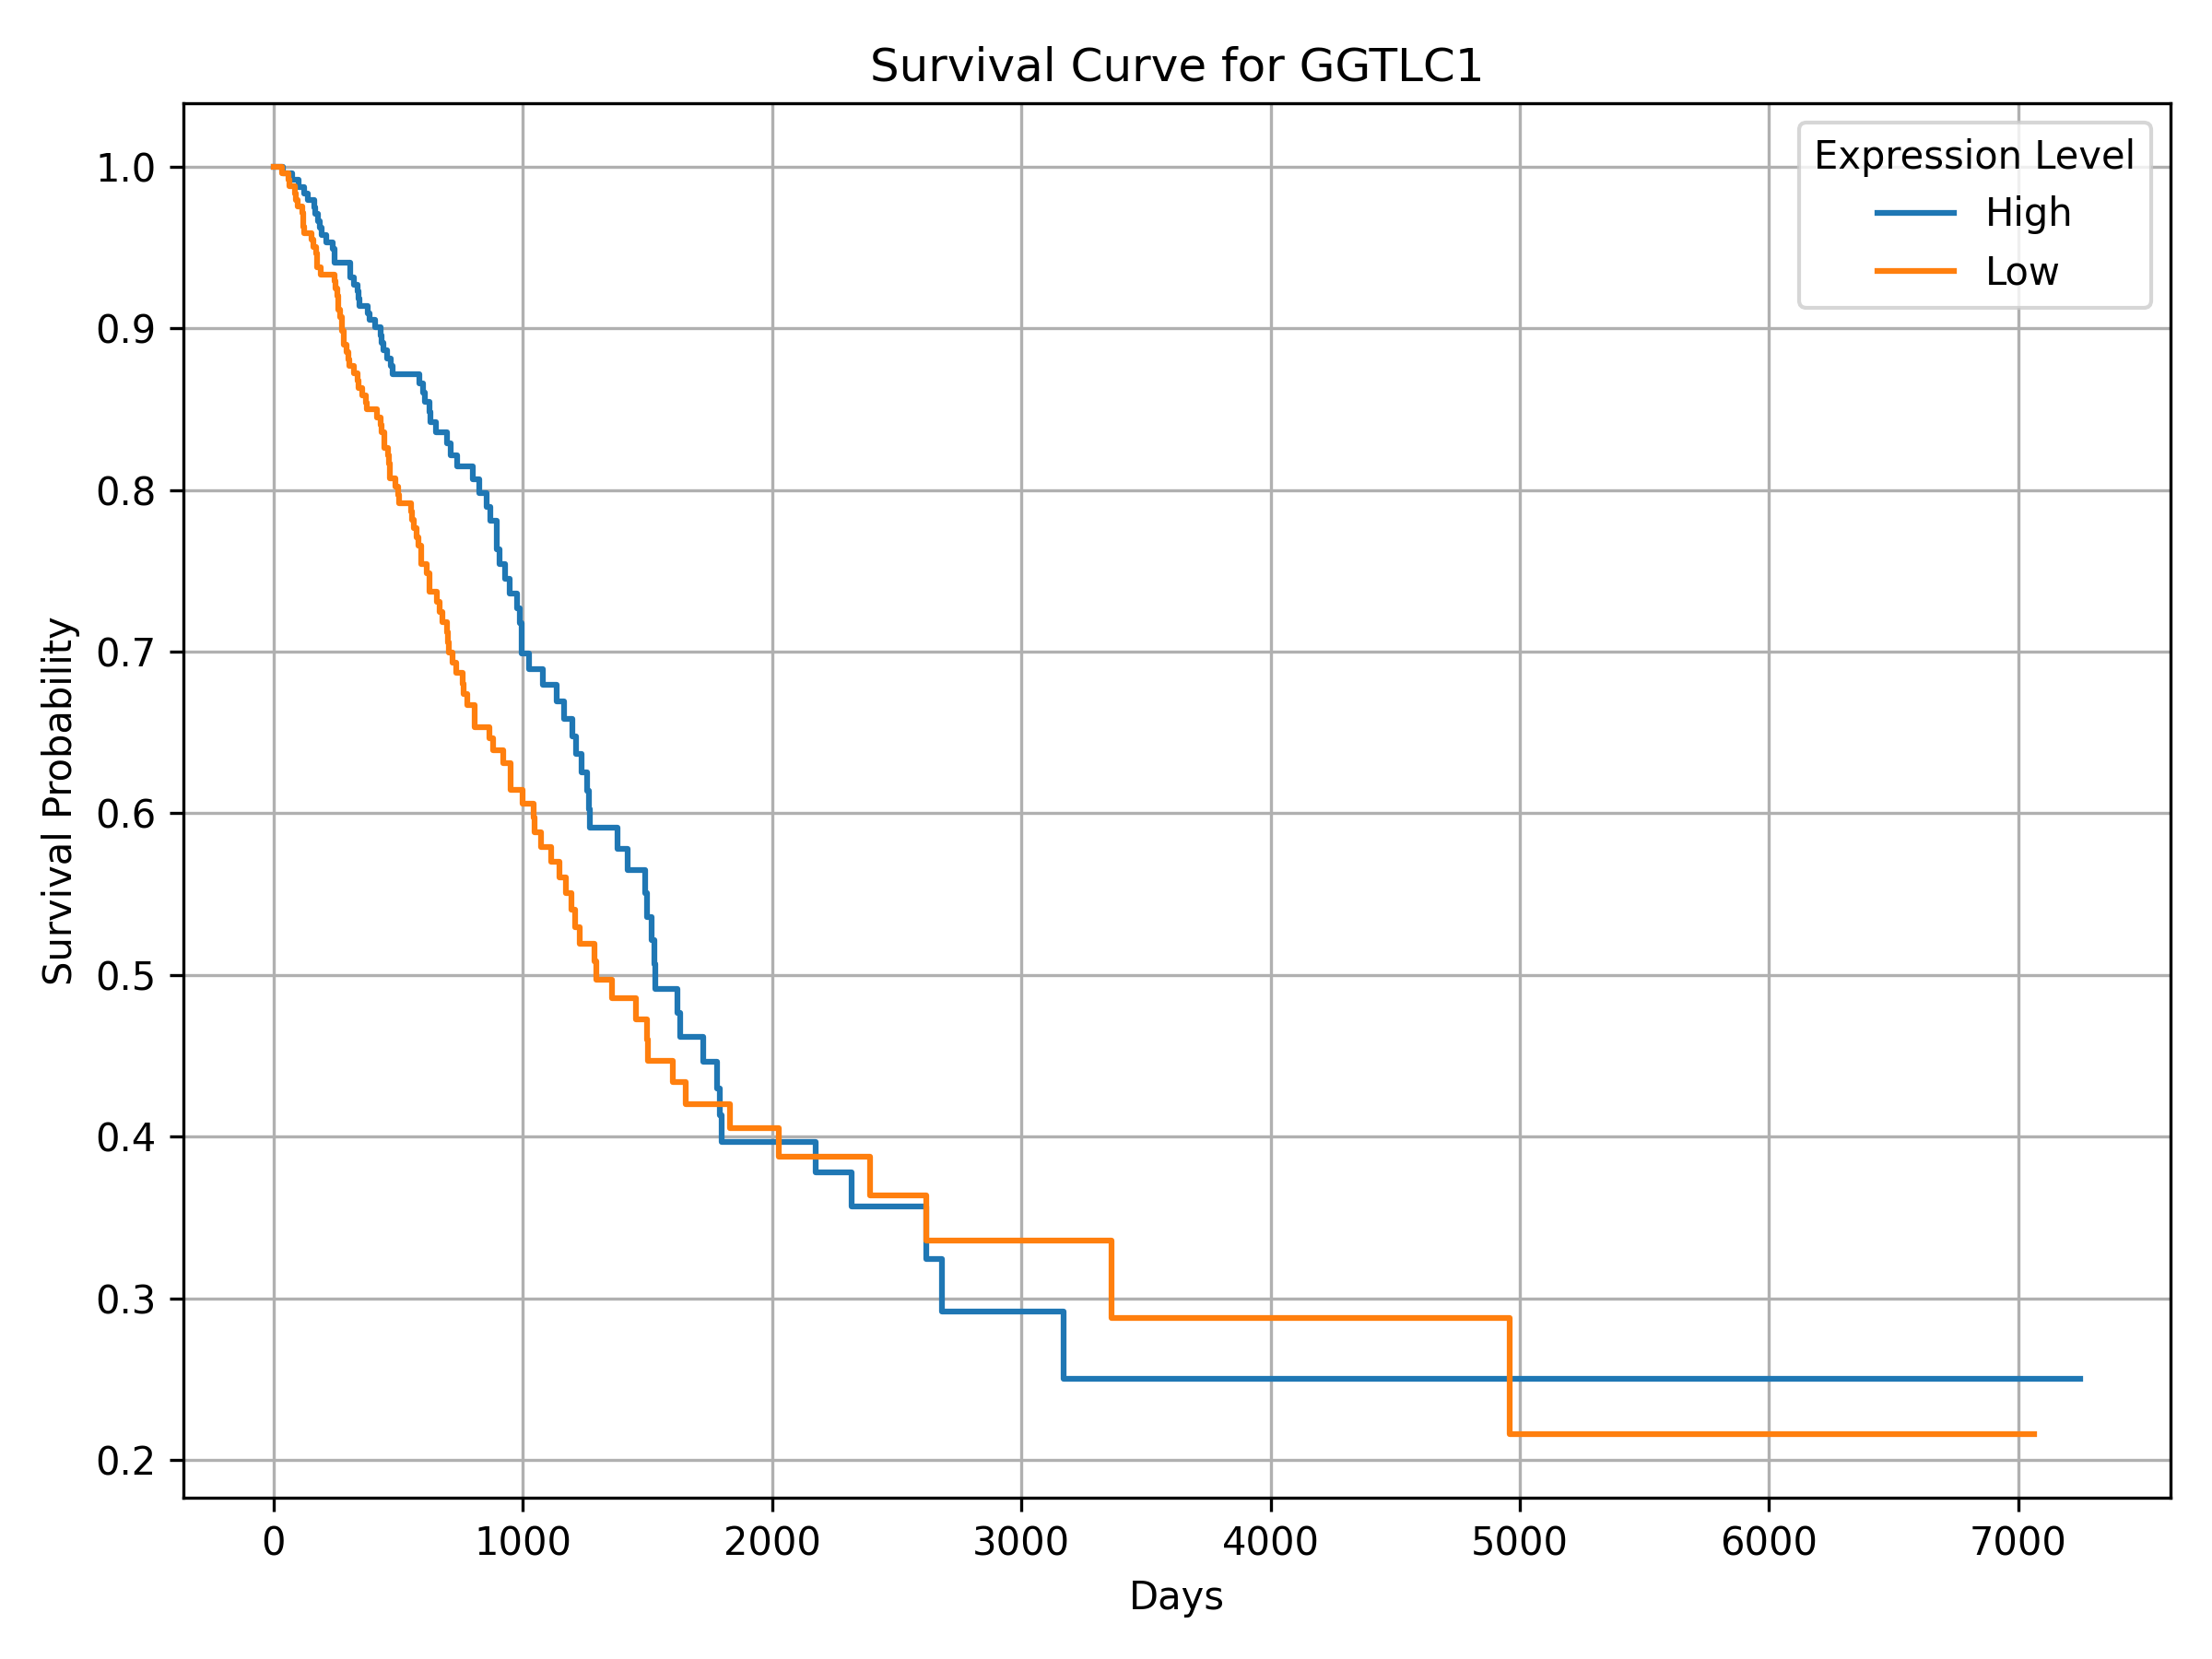 Survival Curve for GGTLC1
Expression Level
High
Low
Survival Probability
1.0
0.9
0.8
0.7
0.6
0.5
0.4
0.3
0.2
0 1000 2000 3000 4000 5000 6000 7000
Days